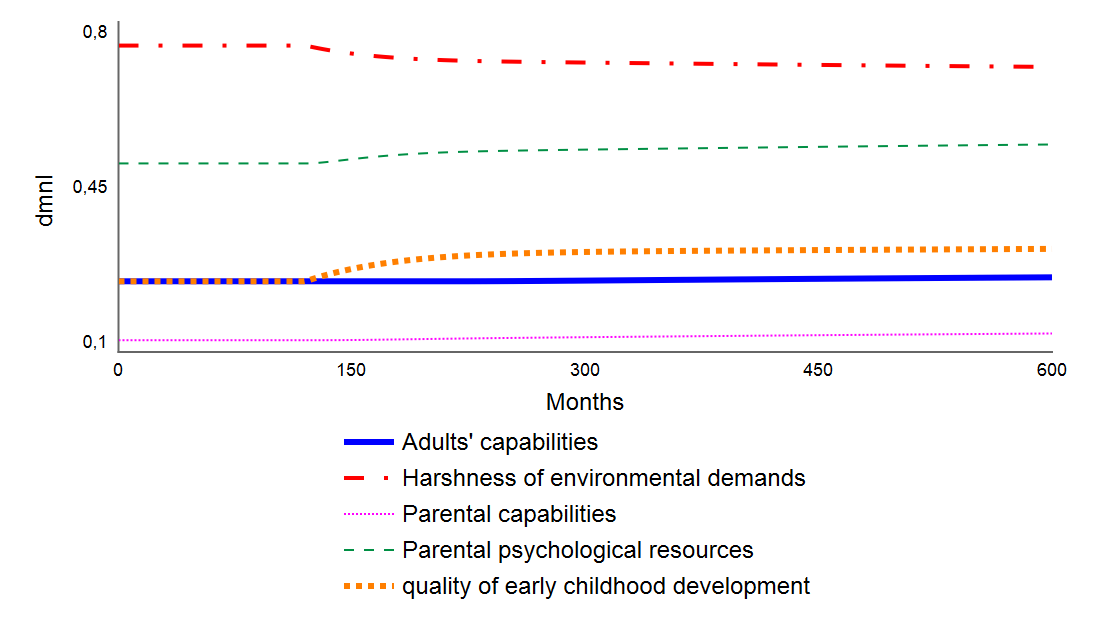 0,8
0,45
0,1
dmnl
0 150 300 450 600
Months
Adults' capabilities
Harshness of environmental demands
Parental capabilities
Parental psychological resources
quality of early childhood development